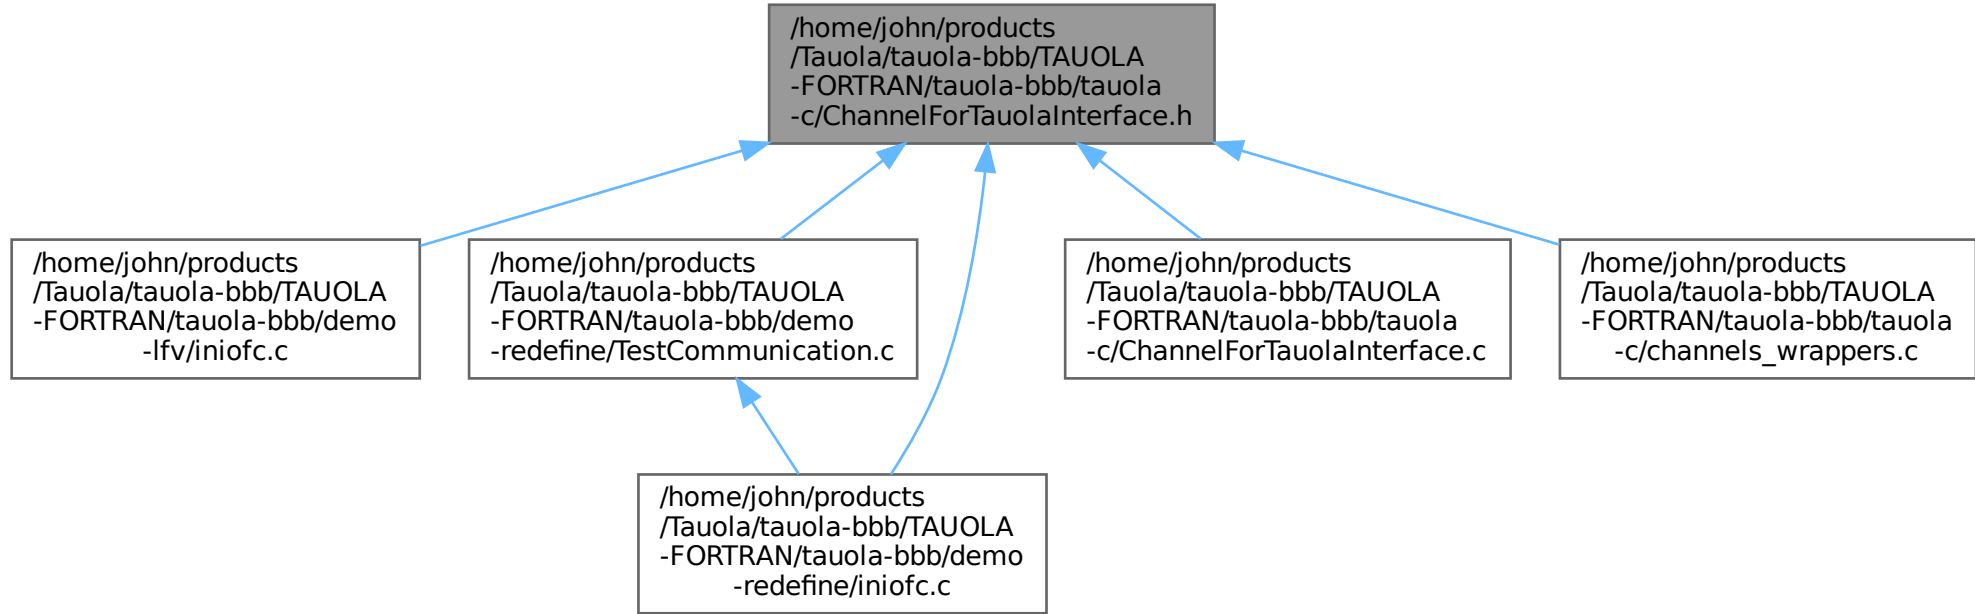 /home/john/products
/Tauola/tauola-bbb/TAUOLA
-FORTRAN/tauola-bbb/tauola
-c/ChannelForTauolaInterface.h
/home/john/products
/Tauola/tauola-bbb/TAUOLA
-FORTRAN/tauola-bbb/demo
-lfv/iniofc.c
/home/john/products
/Tauola/tauola-bbb/TAUOLA
-FORTRAN/tauola-bbb/demo
-redefine/TestCommunication.c
/home/john/products
/Tauola/tauola-bbb/TAUOLA
-FORTRAN/tauola-bbb/tauola
-c/ChannelForTauolaInterface.c
/home/john/products
/Tauola/tauola-bbb/TAUOLA
-FORTRAN/tauola-bbb/tauola
-c/channels_wrappers.c
/home/john/products
/Tauola/tauola-bbb/TAUOLA
-FORTRAN/tauola-bbb/demo
-redefine/iniofc.c